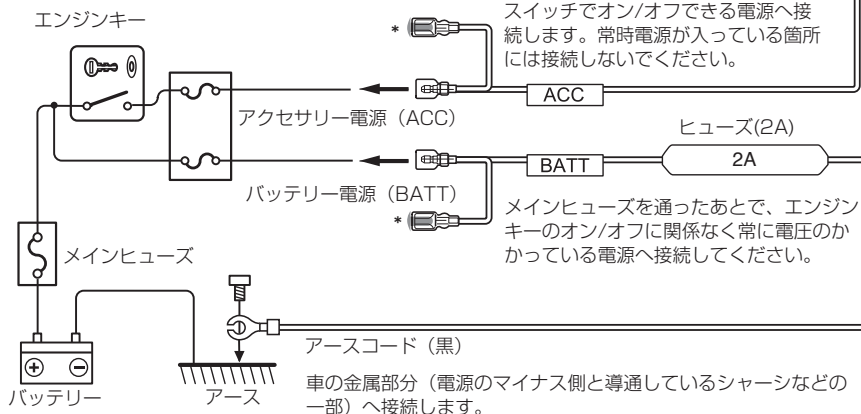 エンジンキー
スイッチでオン/オフできる電源へ接
続します。常時電源が入っている箇所
には接続しないでください。
*
ACC
アクセサリー電源（ACC）
ヒューズ(2A)
2A
BATT
バッテリー電源（BATT）
*
メインヒューズを通ったあとで、エンジン
キーのオン/オフに関係なく常に電圧のか
かっている電源へ接続してください。
メインヒューズ
アースコード（黒）
+ -
バッテリー
アース
車の金属部分（電源のマイナス側と導通しているシャーシなどの
一部）へ接続します。